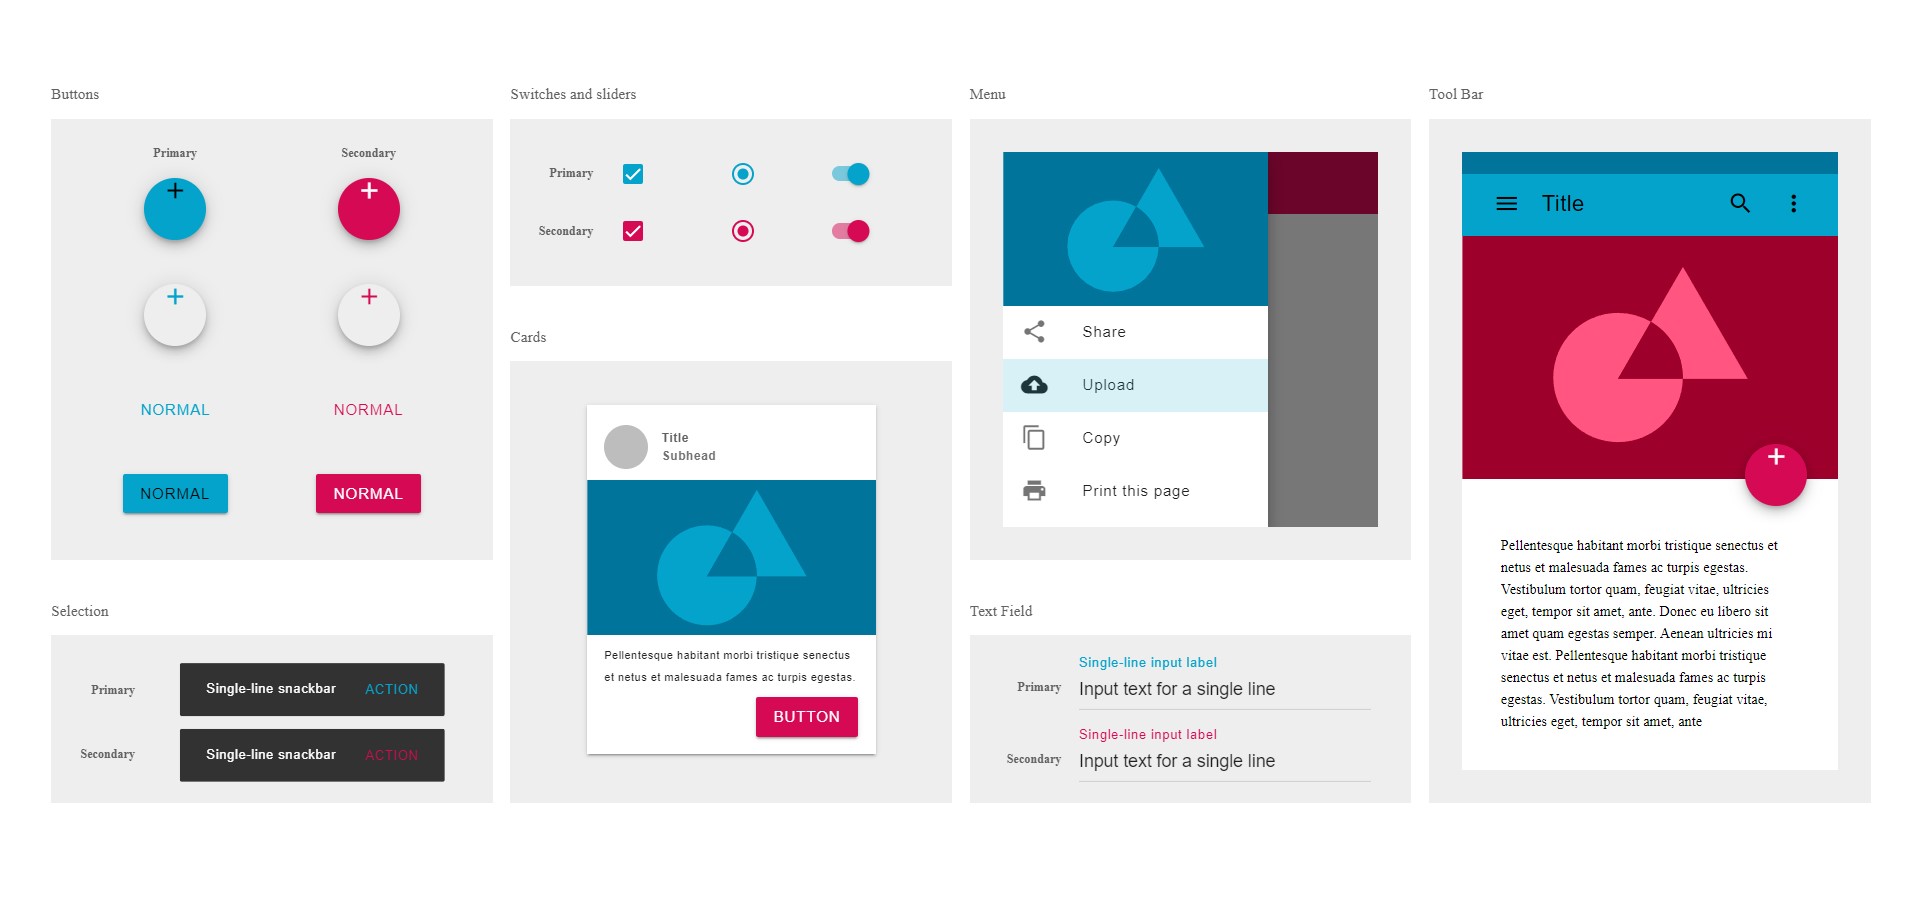 Buttons
Primary
Secondary
NORMAL
NORMAL
NORMAL
NORMAL
Selection
Primary
Single-line snackbar
ACTION
Secondary
Single-line snackbar
ACTION
Switches and sliders
Primary
Secondary
Cards
Title
Subhead
Pellentesque habitant morbi tristique senectus
et netus et malesuada fames ac turpis egestas.
BUTTON
Menu
Share
Upload
Copy
Print this page
Text Field
Single-line input label
Primary
Input text for a single line
Single-line input label
Secondary
Input text for a single line
Tool Bar
Title
Pellentesque habitant morbi tristique senectus et
netus et malesuada fames ac turpis egestas.
Vestibulum tortor quam, feugiat vitae, ultricies
eget, tempor sit amet, ante. Donec eu libero sit
amet quam egestas semper. Aenean ultricies mi
vitae est. Pellentesque habitant morbi tristique
senectus et netus et malesuada fames ac turpis
egestas. Vestibulum tortor quam, feugiat vitae,
ultricies eget, tempor sit amet, ante